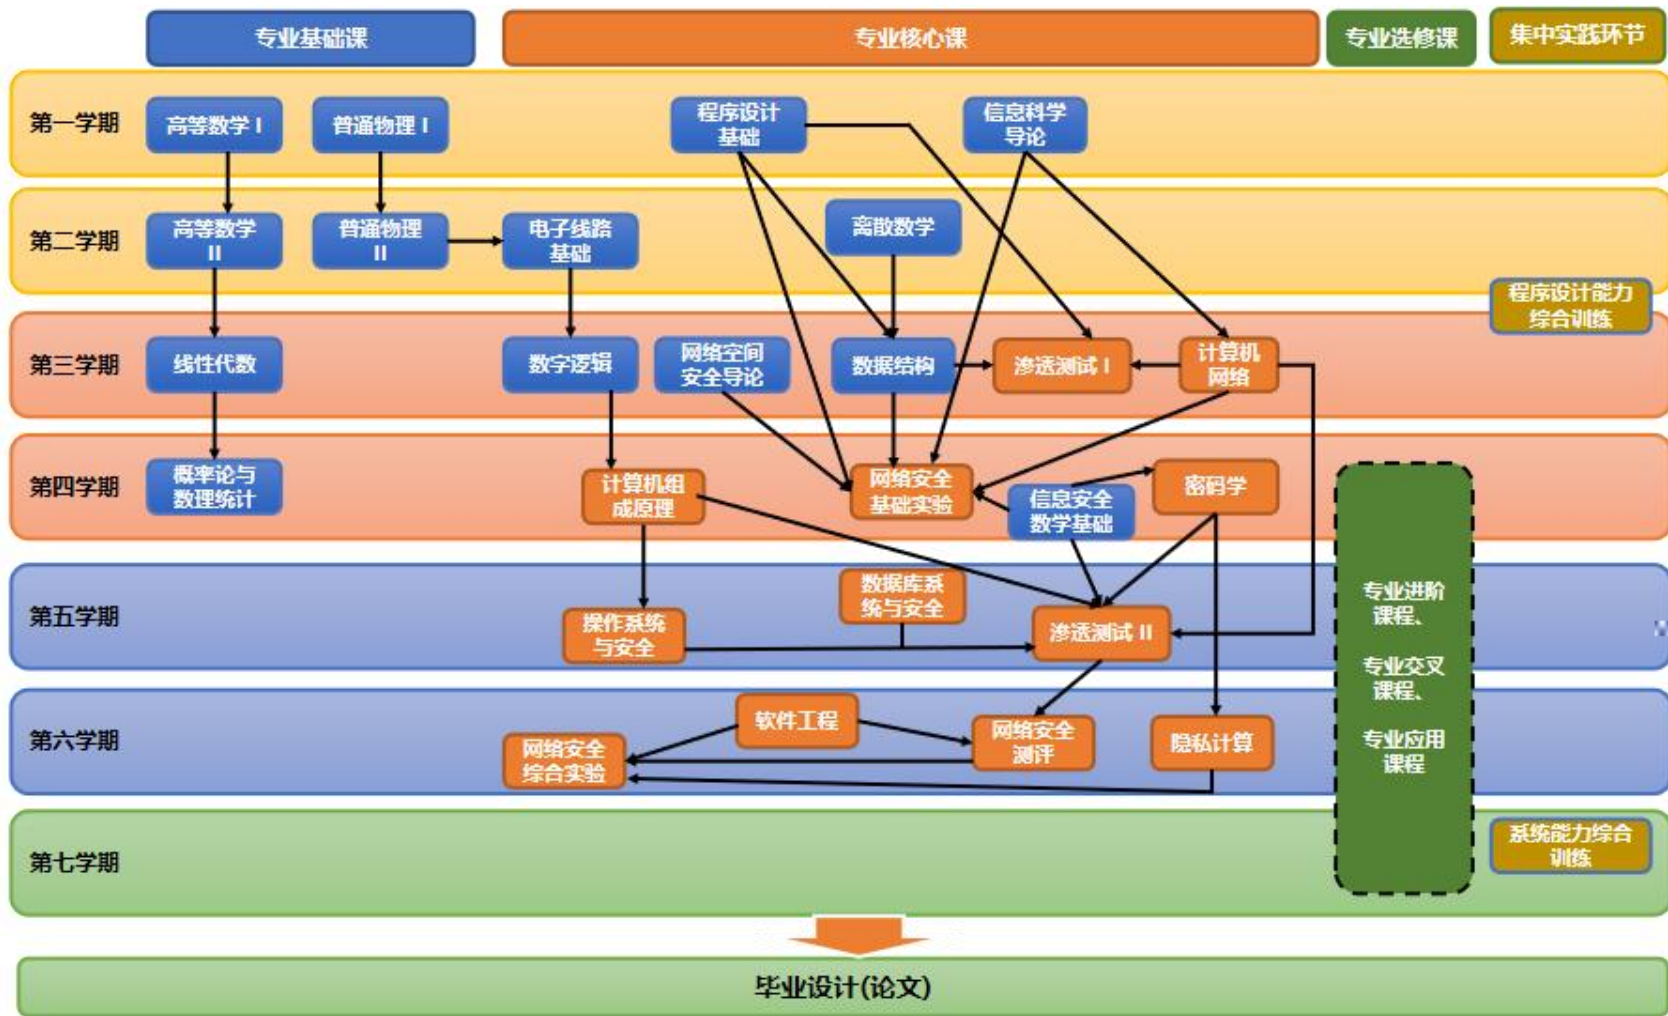 专业基础课
专业核心课
专业选修课
集中实践环节
第一学期
高等数学 I
普通物理 I
程序设计
基础
信息科学
导论
第二学期
高等数学
II
普通物理
II
电子线路
基础
离散数学
程序设计能力
综合训练
第三学期
线性代数
数字逻辑
网络空间
安全导论
数据结构
渗透测试 I
计算机
网络
第四学期
概率论与
数理统计
计算机组
成原理
网络安全
基础实验
信息安全
数学基础
密码学
第五学期
操作系统
与安全
数据库系
统与安全
渗透测试 II
专业进阶
课程、
专业交叉
课程、
专业应用
课程
第六学期
网络安全
综合实验
软件工程
网络安全
测评
隐私计算
第七学期
系统能力综合
训练
毕业设计(论文)